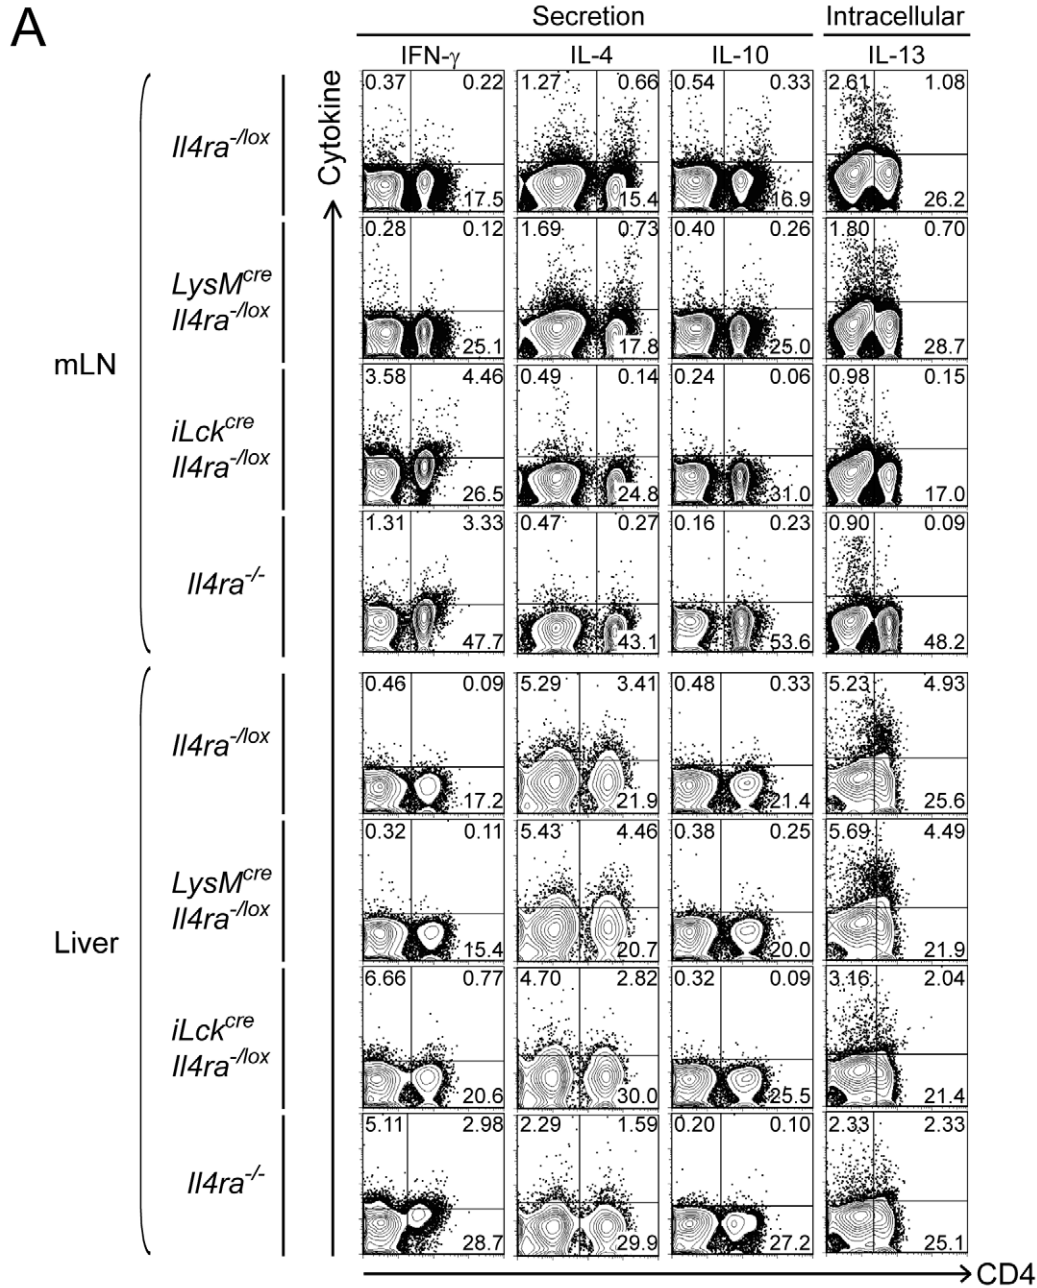 A
Secretion Intracellular
IFN-γ IL-4 IL-10 IL-13
Cytokine
mLN
Il4ra-/lox
0.37 0.22 1.27 0.66 0.54 0.33 2.61 1.08
17.5 15.4 16.9 26.2
LysMcre
Il4ra-/lox
0.28 0.12 1.69 0.73 0.40 0.26 1.80 0.70
25.1 17.8 25.0 28.7
iLckcre
Il4ra-/lox
3.58 4.46 0.49 0.14 0.24 0.06 0.98 0.15
26.5 24.8 31.0 17.0
Il4ra-/-
1.31 3.33 0.47 0.27 0.16 0.23 0.90 0.09
47.7 43.1 53.6 48.2
Liver
Il4ra-/lox
0.46 0.09 5.29 3.41 0.48 0.33 5.23 4.93
17.2 21.9 21.4 25.6
LysMcre
Il4ra-/lox
0.32 0.11 5.43 4.46 0.38 0.25 5.69 4.49
15.4 20.7 20.0 21.9
iLckcre
Il4ra-/lox
6.66 0.77 4.70 2.82 0.32 0.09 3.16 2.04
20.6 30.0 25.5 21.4
Il4ra-/-
5.11 2.98 2.29 1.59 0.20 0.10 2.33 2.33
28.7 29.9 27.2 25.1
CD4